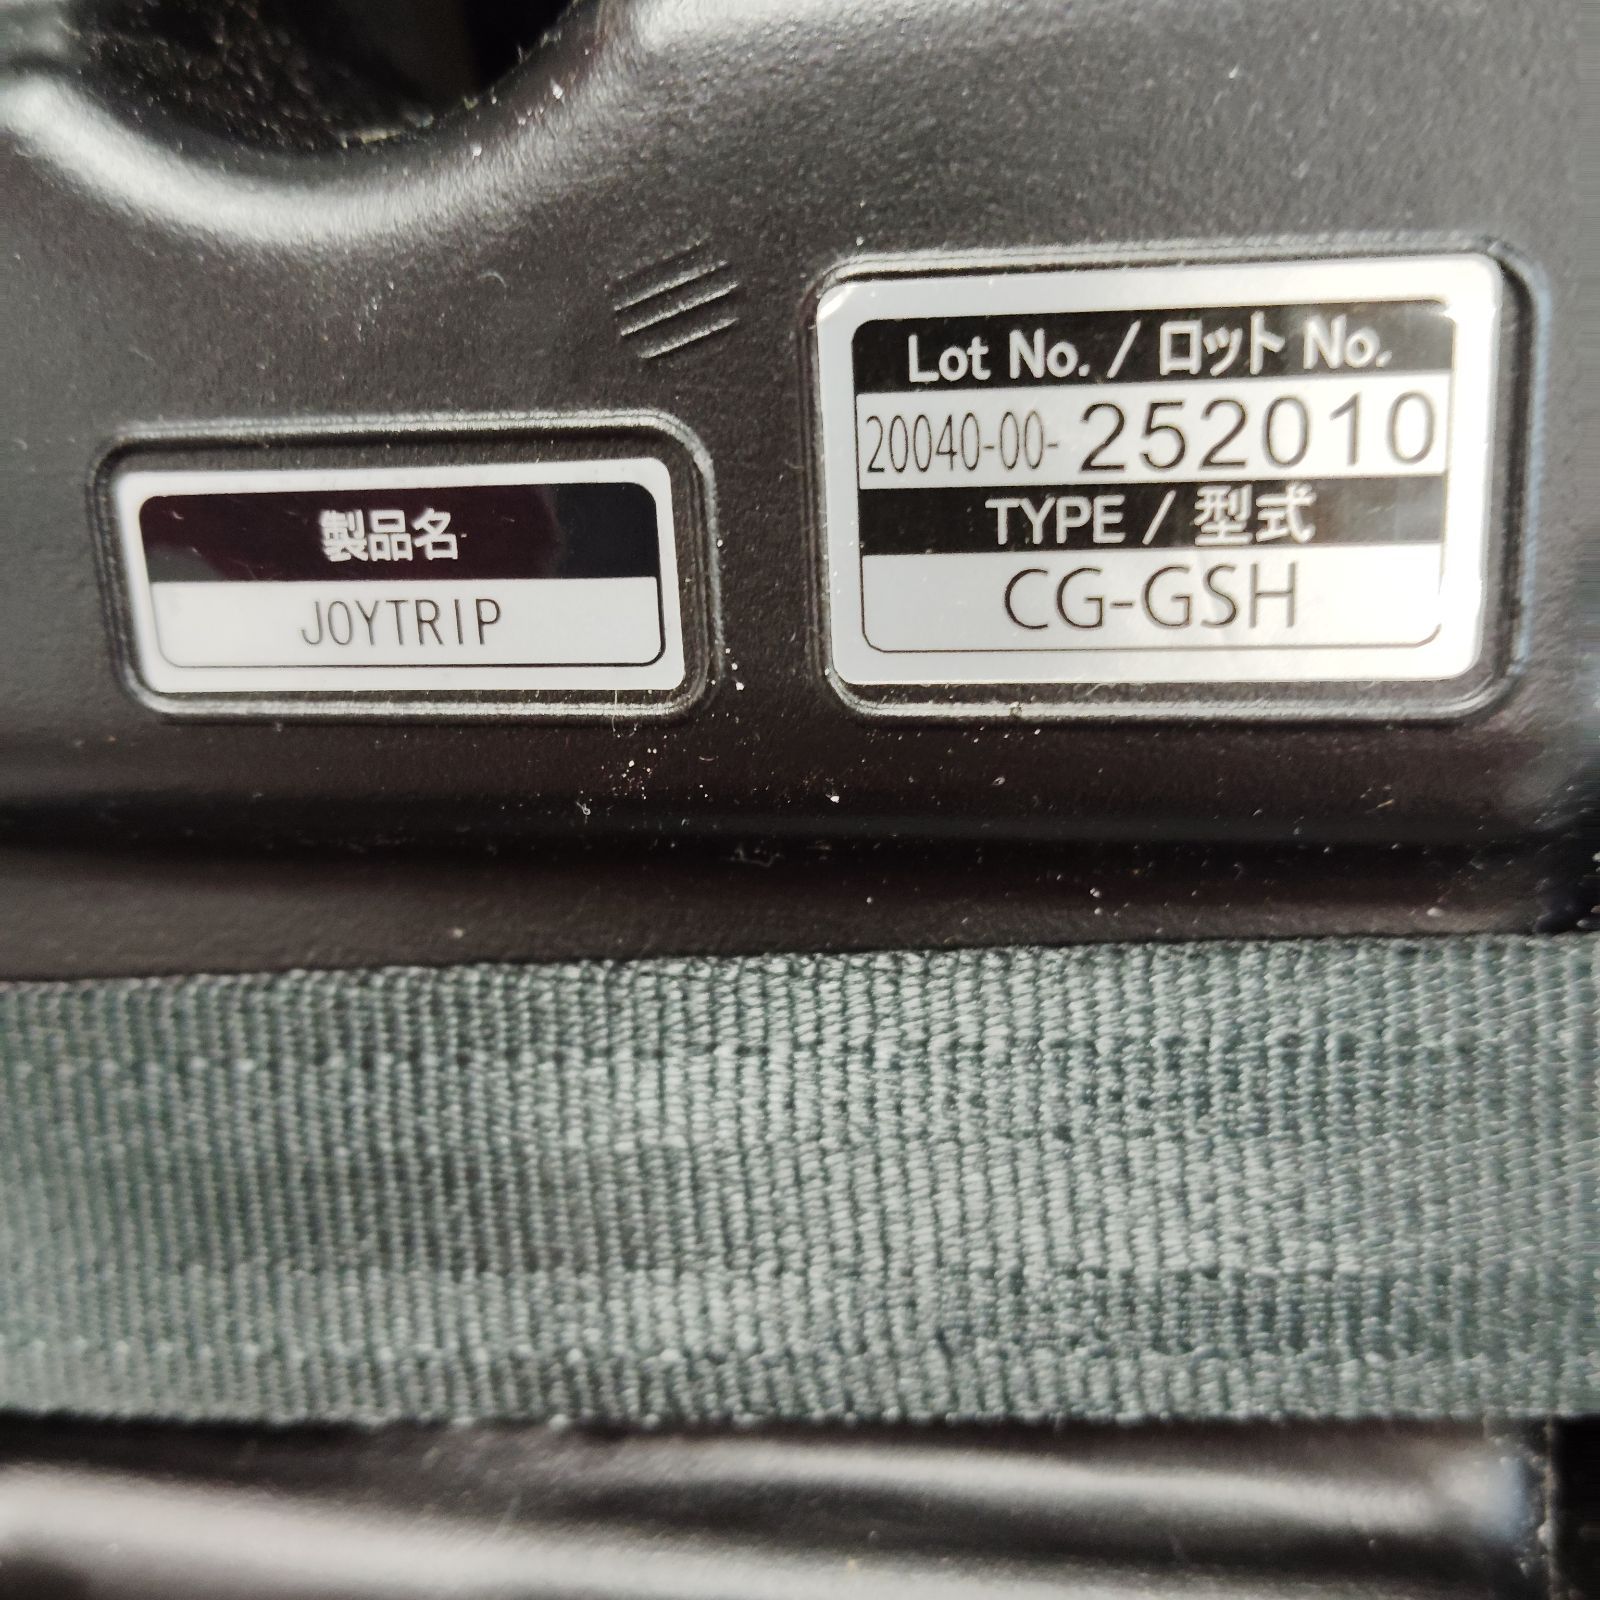 製品名
JOYTRIP
Lot No. / ロット No.
20040-00- 252010
TYPE / 型式
CG-GSH